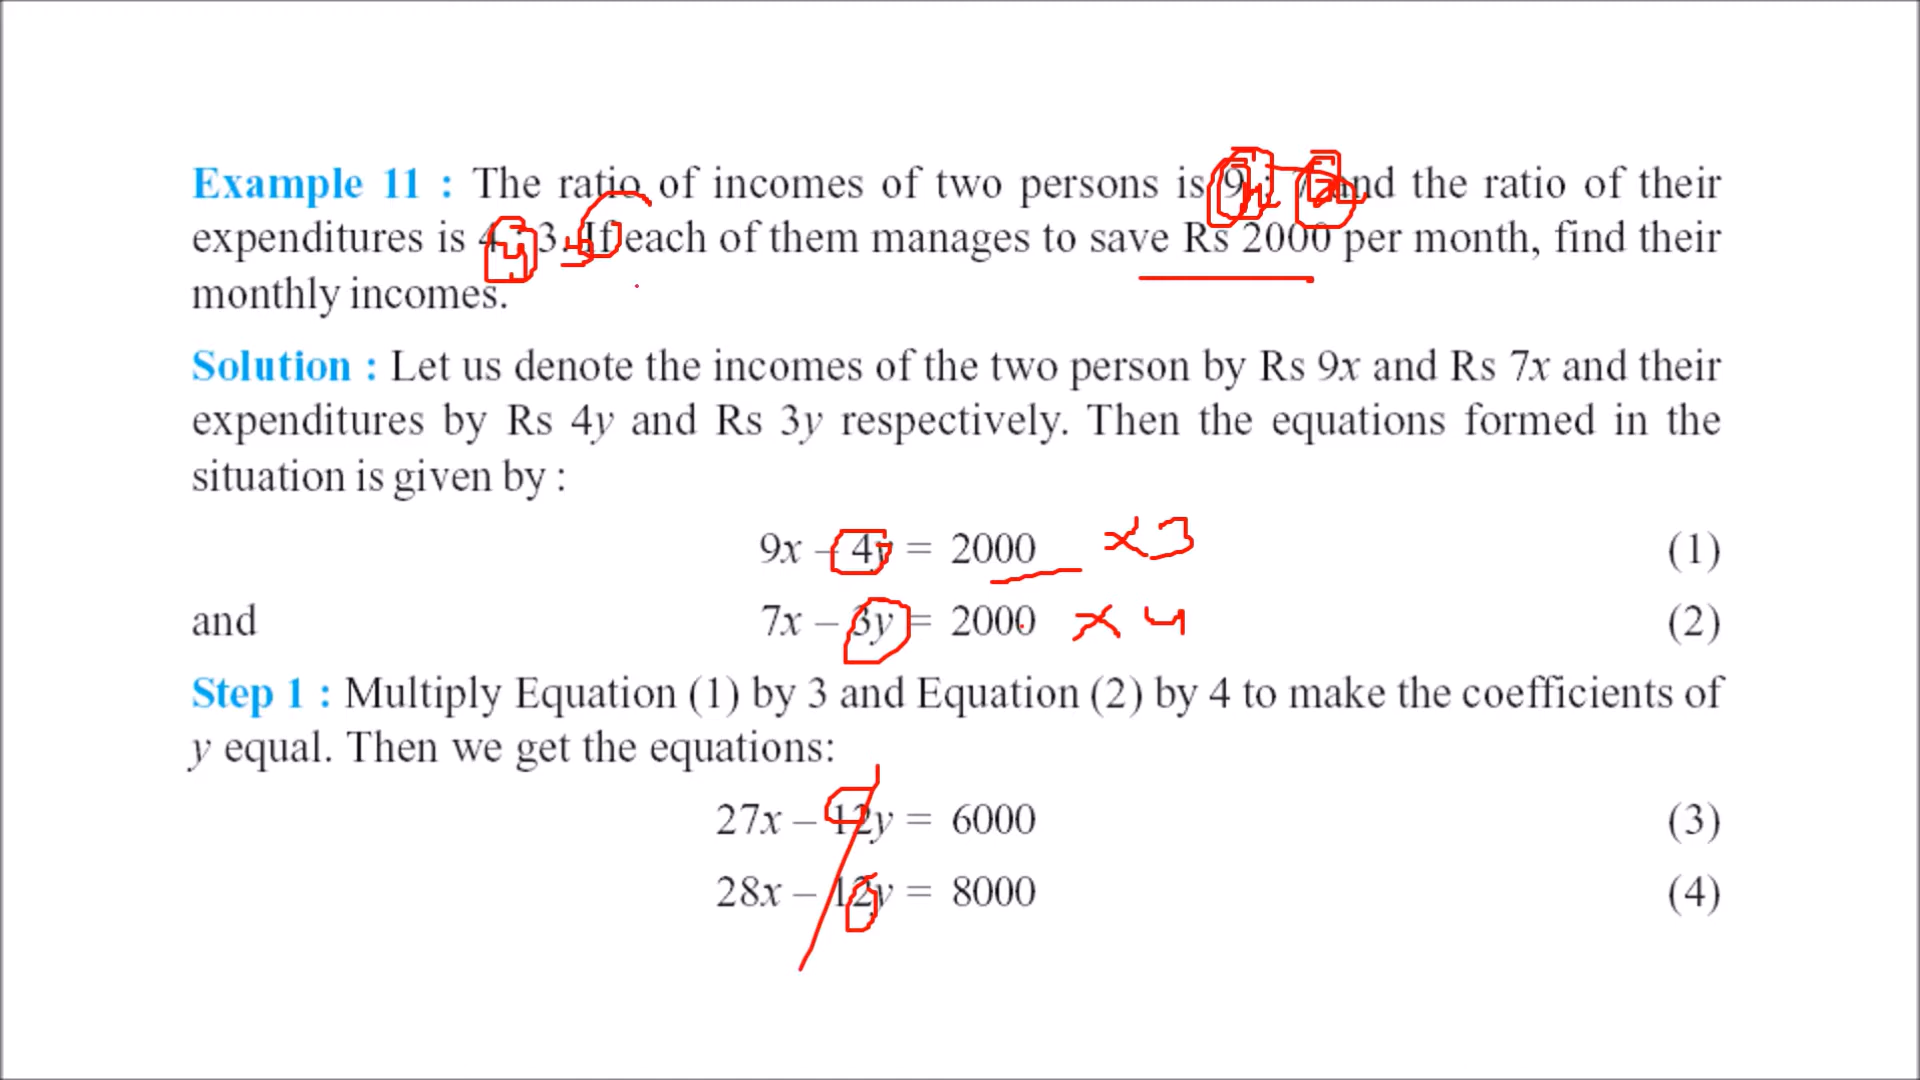 Example 11 : The ratio of incomes of two persons is 9 : 7 and the ratio of their
expenditures is 4 : 3. If each of them manages to save Rs 2000 per month, find their
monthly incomes.
Solution : Let us denote the incomes of the two person by Rs 9x and Rs 7x and their
expenditures by Rs 4y and Rs 3y respectively. Then the equations formed in the
situation is given by :
9x – 4y = 2000 x3 (1)
and 7x – 3y = 2000 x 4 (2)
Step 1 : Multiply Equation (1) by 3 and Equation (2) by 4 to make the coefficients of
y equal. Then we get the equations:
27x – 12y = 6000 (3)
28x – 12y = 8000 (4)